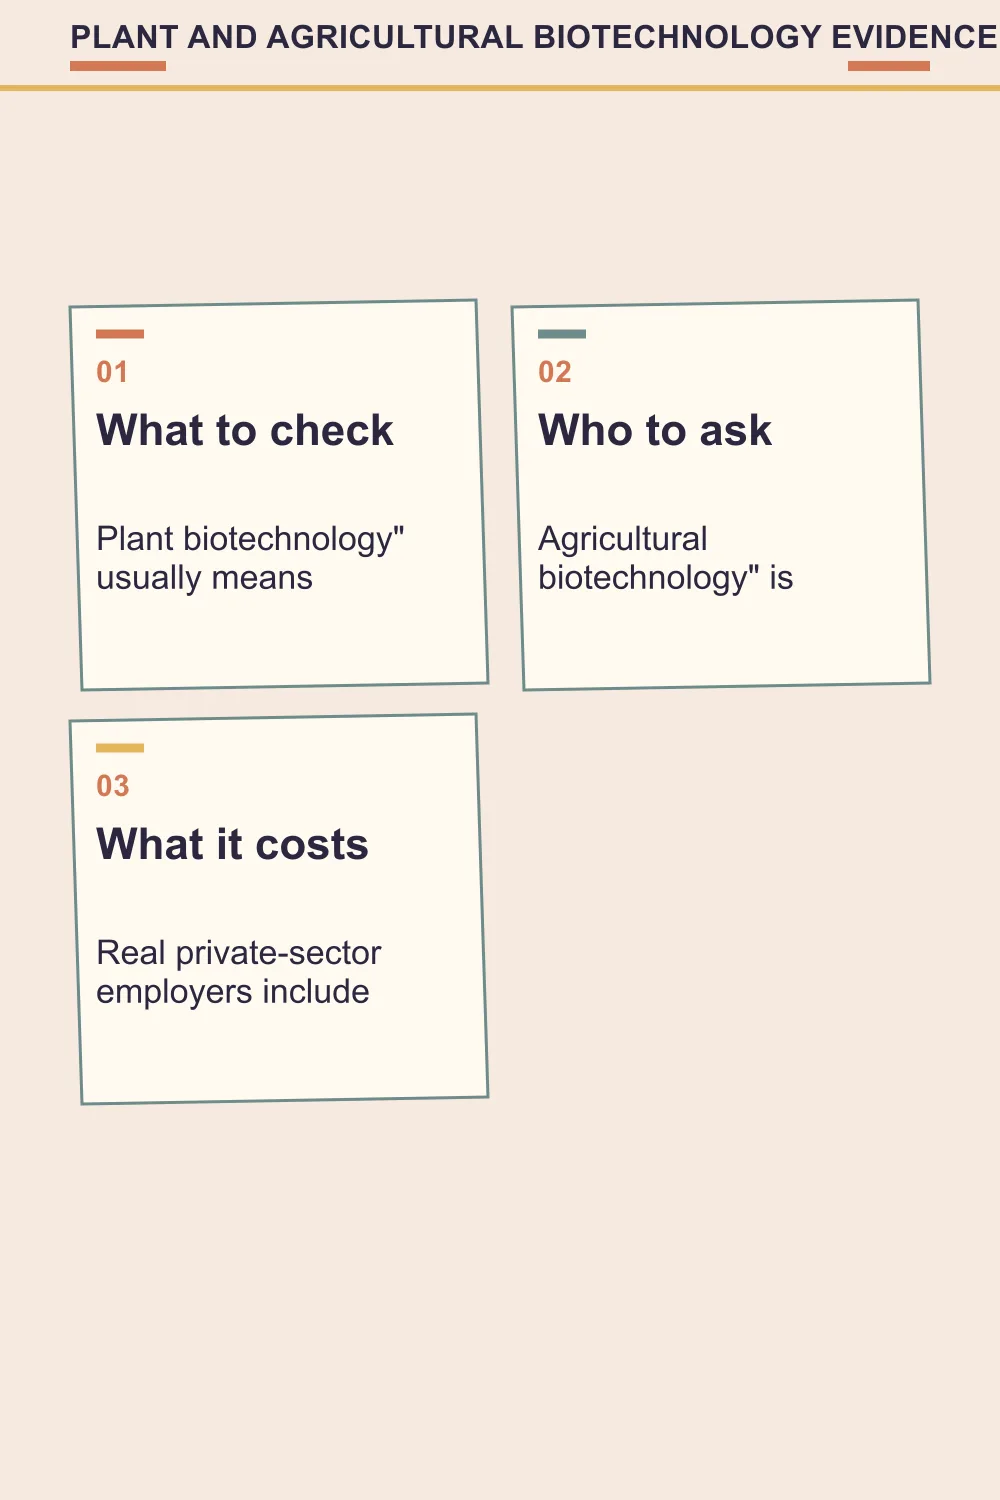 PLANT AND AGRICULTURAL BIOTECHNOLOGY EVIDENCE
01
What to check
Plant biotechnology"
usually means
02
Who to ask
Agricultural
biotechnology" is
03
What it costs
Real private-sector
employers include